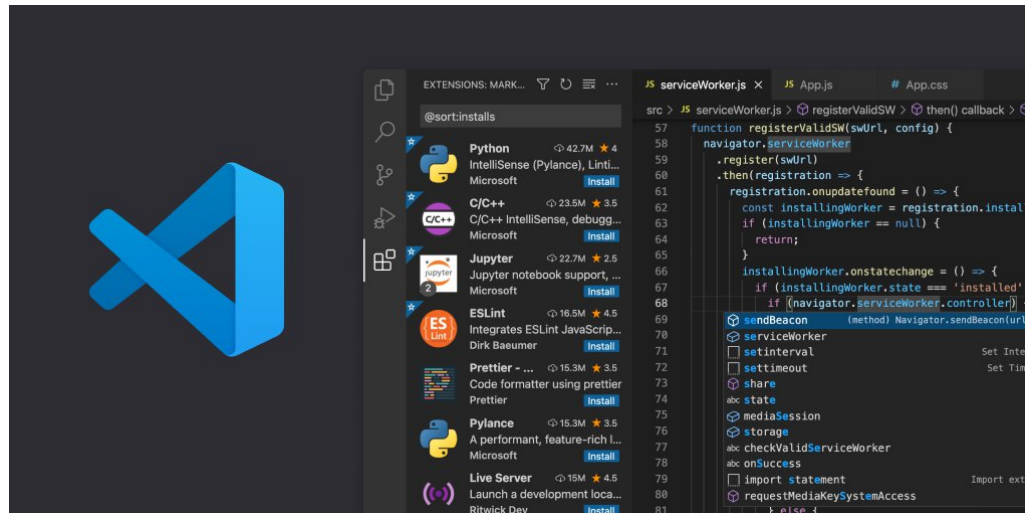 EXTENSIONS: MARK...
@sort:installs
Python 42.7M ★ 4
IntelliSense (Pylance), Linti...
Microsoft Install
C/C++
C/C++ 23.5M ★ 3.5
C/C++ IntelliSense, debugg...
Microsoft Install
jupyter
2
Jupyter 22.7M ★ 2.5
Jupyter notebook support, ...
Microsoft Install
ES
Lint
ESLint 16.5M ★ 4.5
Integrates ESLint JavaScrip...
Dirk Baeumer Install
Prettier - ... 15.3M ★ 3.5
Code formatter using prettier
Prettier Install
Pylance 15.3M ★ 3.5
A performant, feature-rich l...
Microsoft Install
Live Server 15M ★ 4.5
Launch a development loca...
Ritwick Dey Install
JS serviceWorker.js × JS App.js # App.css
src > JS serviceWorker.js > registerValidSW > then() callback >
57 function registerValidSW(swUrl, config) {
58 navigator.serviceWorker
59 .register(swUrl)
60 .then(registration => {
61 registration.onupdatefound = () => {
62 const installingWorker = registration.install
63 if (installingWorker == null) {
64 return;
65 }
66 installingWorker.onstatechange = () => {
67 if (installingWorker.state === 'installed'
68 if (navigator.serviceWorker.controller) {
69 sendBeacon (method) Navigator.sendBeacon(url
70 serviceWorker
71 setinterval Set Inte
72 settimeout Set Tim
73 share
74 abc state
75 mediaSession
76 storage
77 abc checkValidServiceWorker
78 abc onSuccess
79 import statement Import ext
80 requestMediaKeySystemAccess
81 } else {